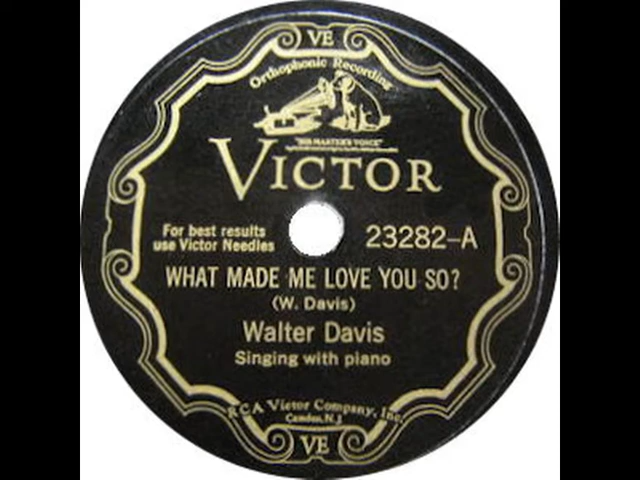 VE
Orthophonic Recording
"HIS MASTER'S VOICE"
VICTOR
For best results
use Victor Needles
23282-A
WHAT MADE ME LOVE YOU SO?
(W. Davis)
Walter Davis
Singing with piano
RCA Victor Company, Inc.
Camden, N.J.
VE